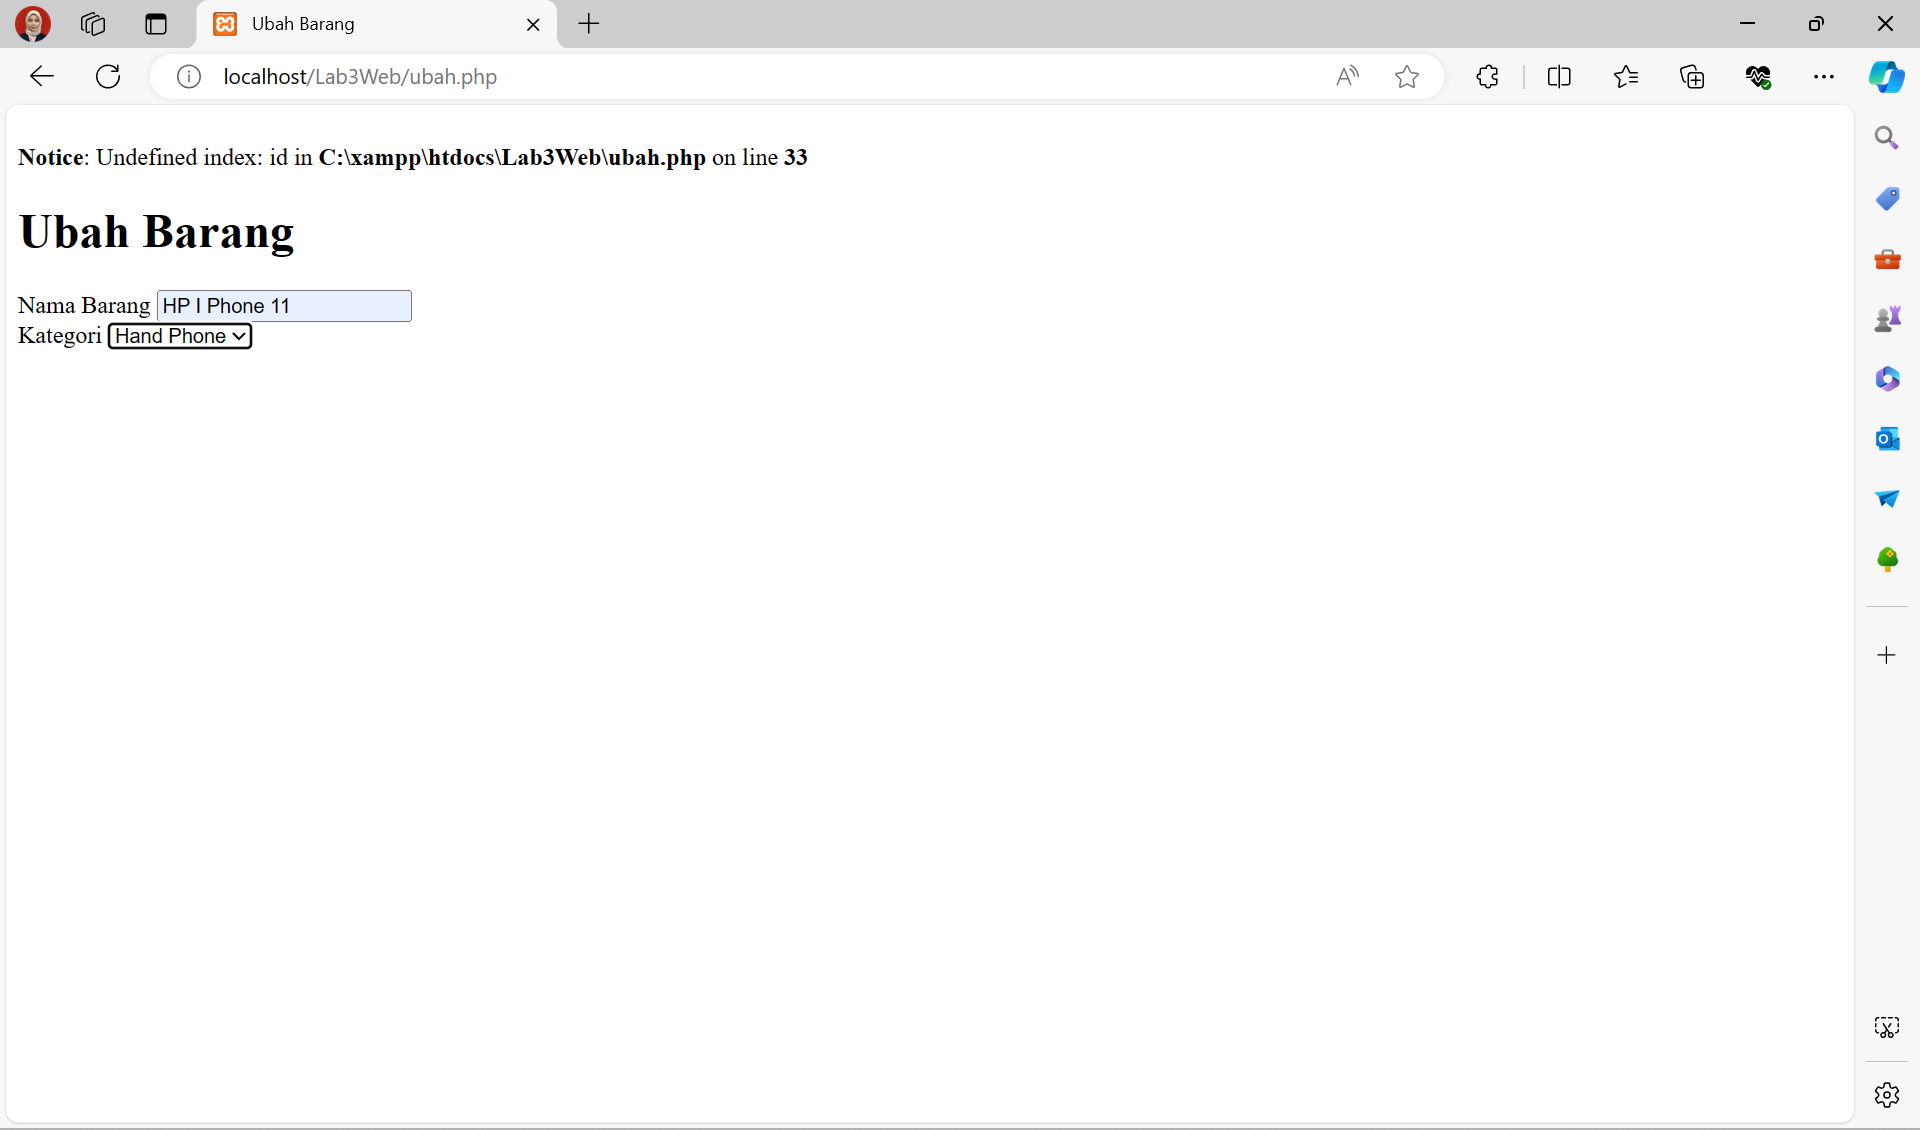 Ubah Barang
localhost/Lab3Web/ubah.php
Notice: Undefined index: id in C:\xampp\htdocs\Lab3Web\ubah.php on line 33
Ubah Barang
Nama Barang HP I Phone 11
Kategori Hand Phone